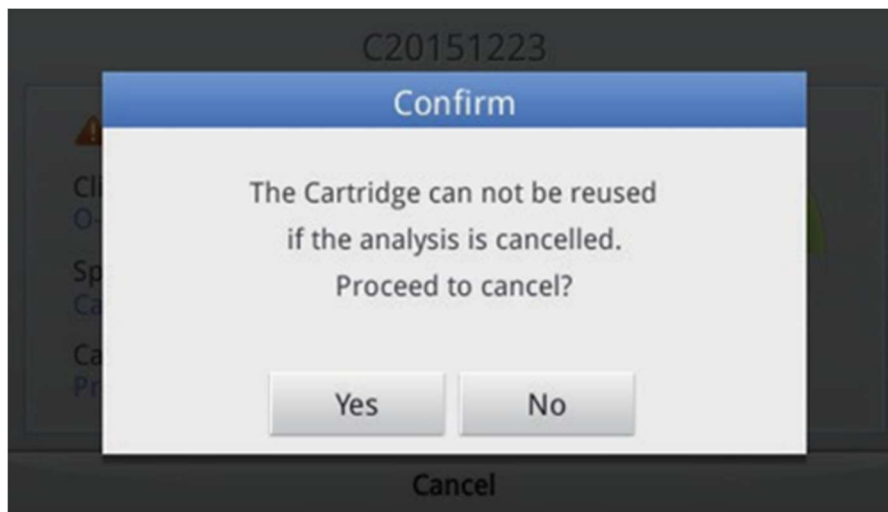 C20151223
Confirm
The Cartridge can not be reused
if the analysis is cancelled.
Proceed to cancel?
Yes
No
Cancel